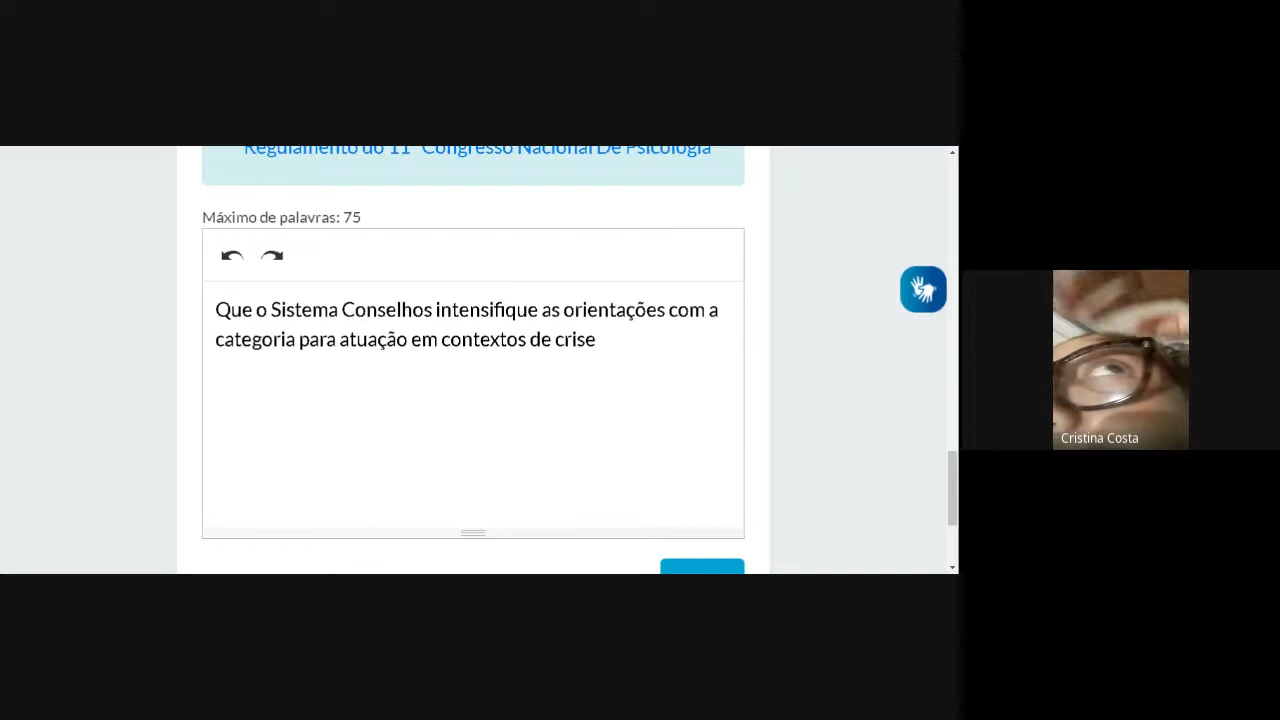 Regulamento do 11° Congresso Nacional De Psicologia
Máximo de palavras: 75
Que o Sistema Conselhos intensifique as orientações com a
categoria para atuação em contextos de crise
Cristina Costa